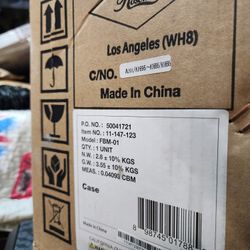 Los Angeles (WH8)
C/NO.
Made In China
P.O. NO. : 50041721
ITEM NO. : 11-147-123
MODEL : FBM-01
QTY : 1 UNIT
N.W. : 2.8 ± 10% KGS
G.W. : 3.55 ± 10% KGS
MEAS. : 0.04093 CBM
Case